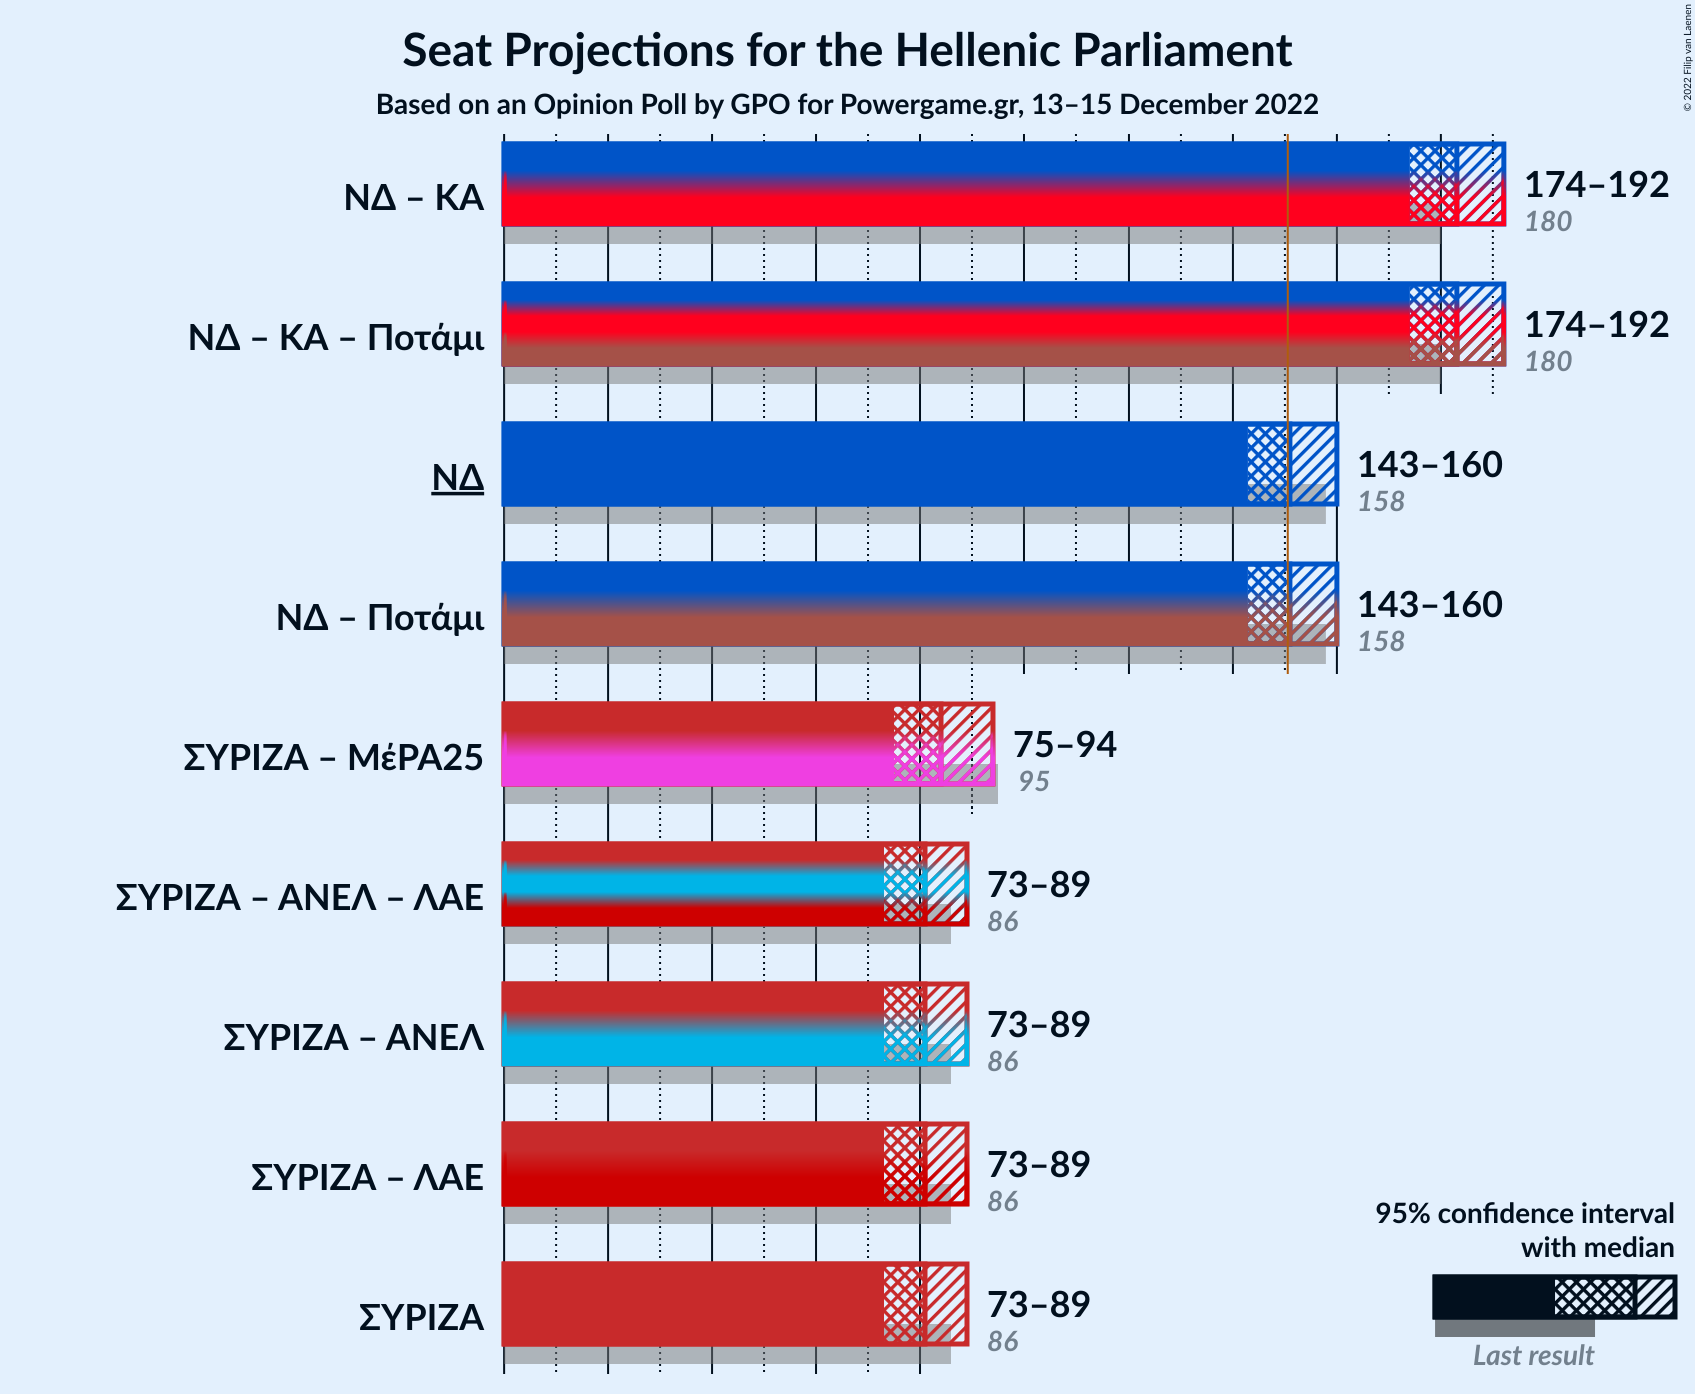 Seat Projections for the Hellenic Parliament
Based on an Opinion Poll by GPO for Powergame.gr, 13–15 December 2022
© 2022 Filip van Laenen
ΝΔ – ΚΑ
174–192
180
ΝΔ – ΚΑ – Ποτάμι
174–192
180
ΝΔ
143–160
158
ΝΔ – Ποτάμι
143–160
158
ΣΥΡΙΖΑ – ΜέΡΑ25
75–94
95
ΣΥΡΙΖΑ – ΑΝΕΛ – ΛΑΕ
73–89
86
ΣΥΡΙΖΑ – ΑΝΕΛ
73–89
86
ΣΥΡΙΖΑ – ΛΑΕ
73–89
86
ΣΥΡΙΖΑ
73–89
86
95% confidence interval
with median
Last result